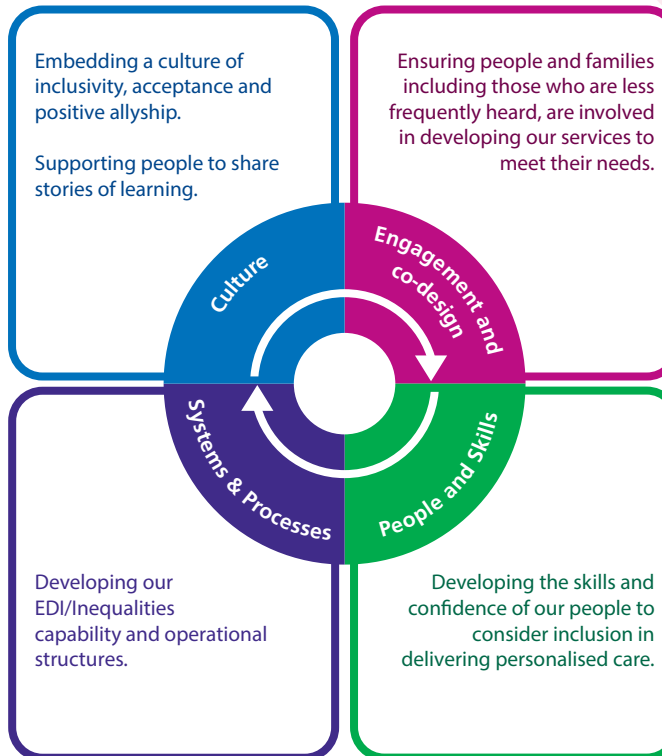 Embedding a culture of
inclusivity, acceptance and
positive allyship.
Supporting people to share
stories of learning.
Ensuring people and families
including those who are less
frequently heard, are involved
in developing our services to
meet their needs.
Culture
Engagement and
co-design
Systems & Processes
People and Skills
Developing our
EDI/Inequalities
capability and operational
structures.
Developing the skills and
confidence of our people to
consider inclusion in
delivering personalised care.